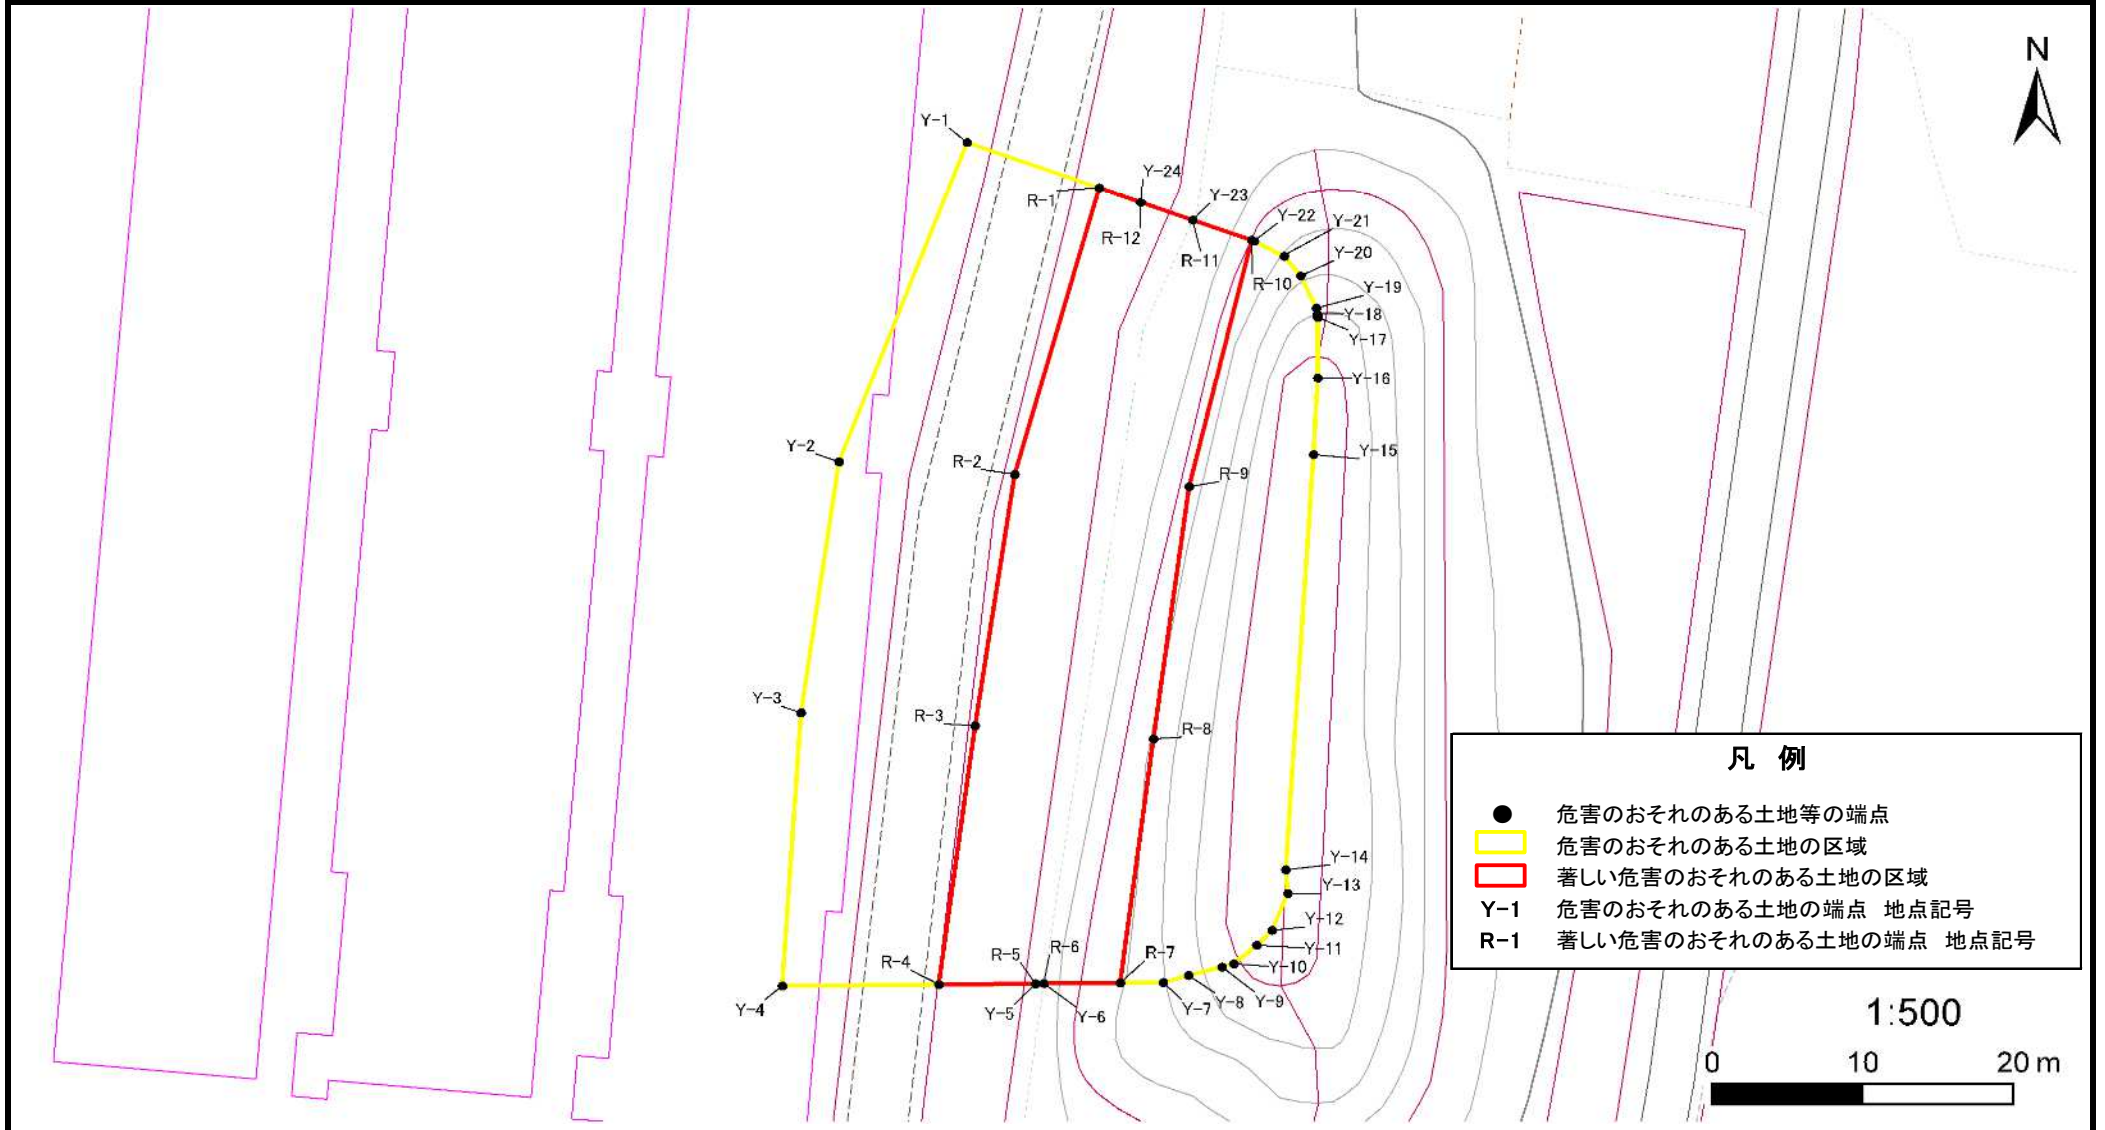 N
Y-1
Y-24
R-1
Y-23
R-12
Y-22
Y-21
R-11
Y-20
R-10
Y-19
Y-18
Y-17
Y-16
Y-2
R-2
Y-15
R-9
Y-3
R-3
R-8
Y-14
Y-13
Y-12
Y-11
R-4
R-5
R-6
R-7
Y-10
Y-4
Y-5
Y-6
Y-7
Y-8
Y-9
凡 例
危害のおそれのある土地等の端点
危害のおそれのある土地の区域
著しい危害のおそれのある土地の区域
Y-1 危害のおそれのある土地の端点 地点記号
R-1 著しい危害のおそれのある土地の端点 地点記号
1:500
0 10 20 m